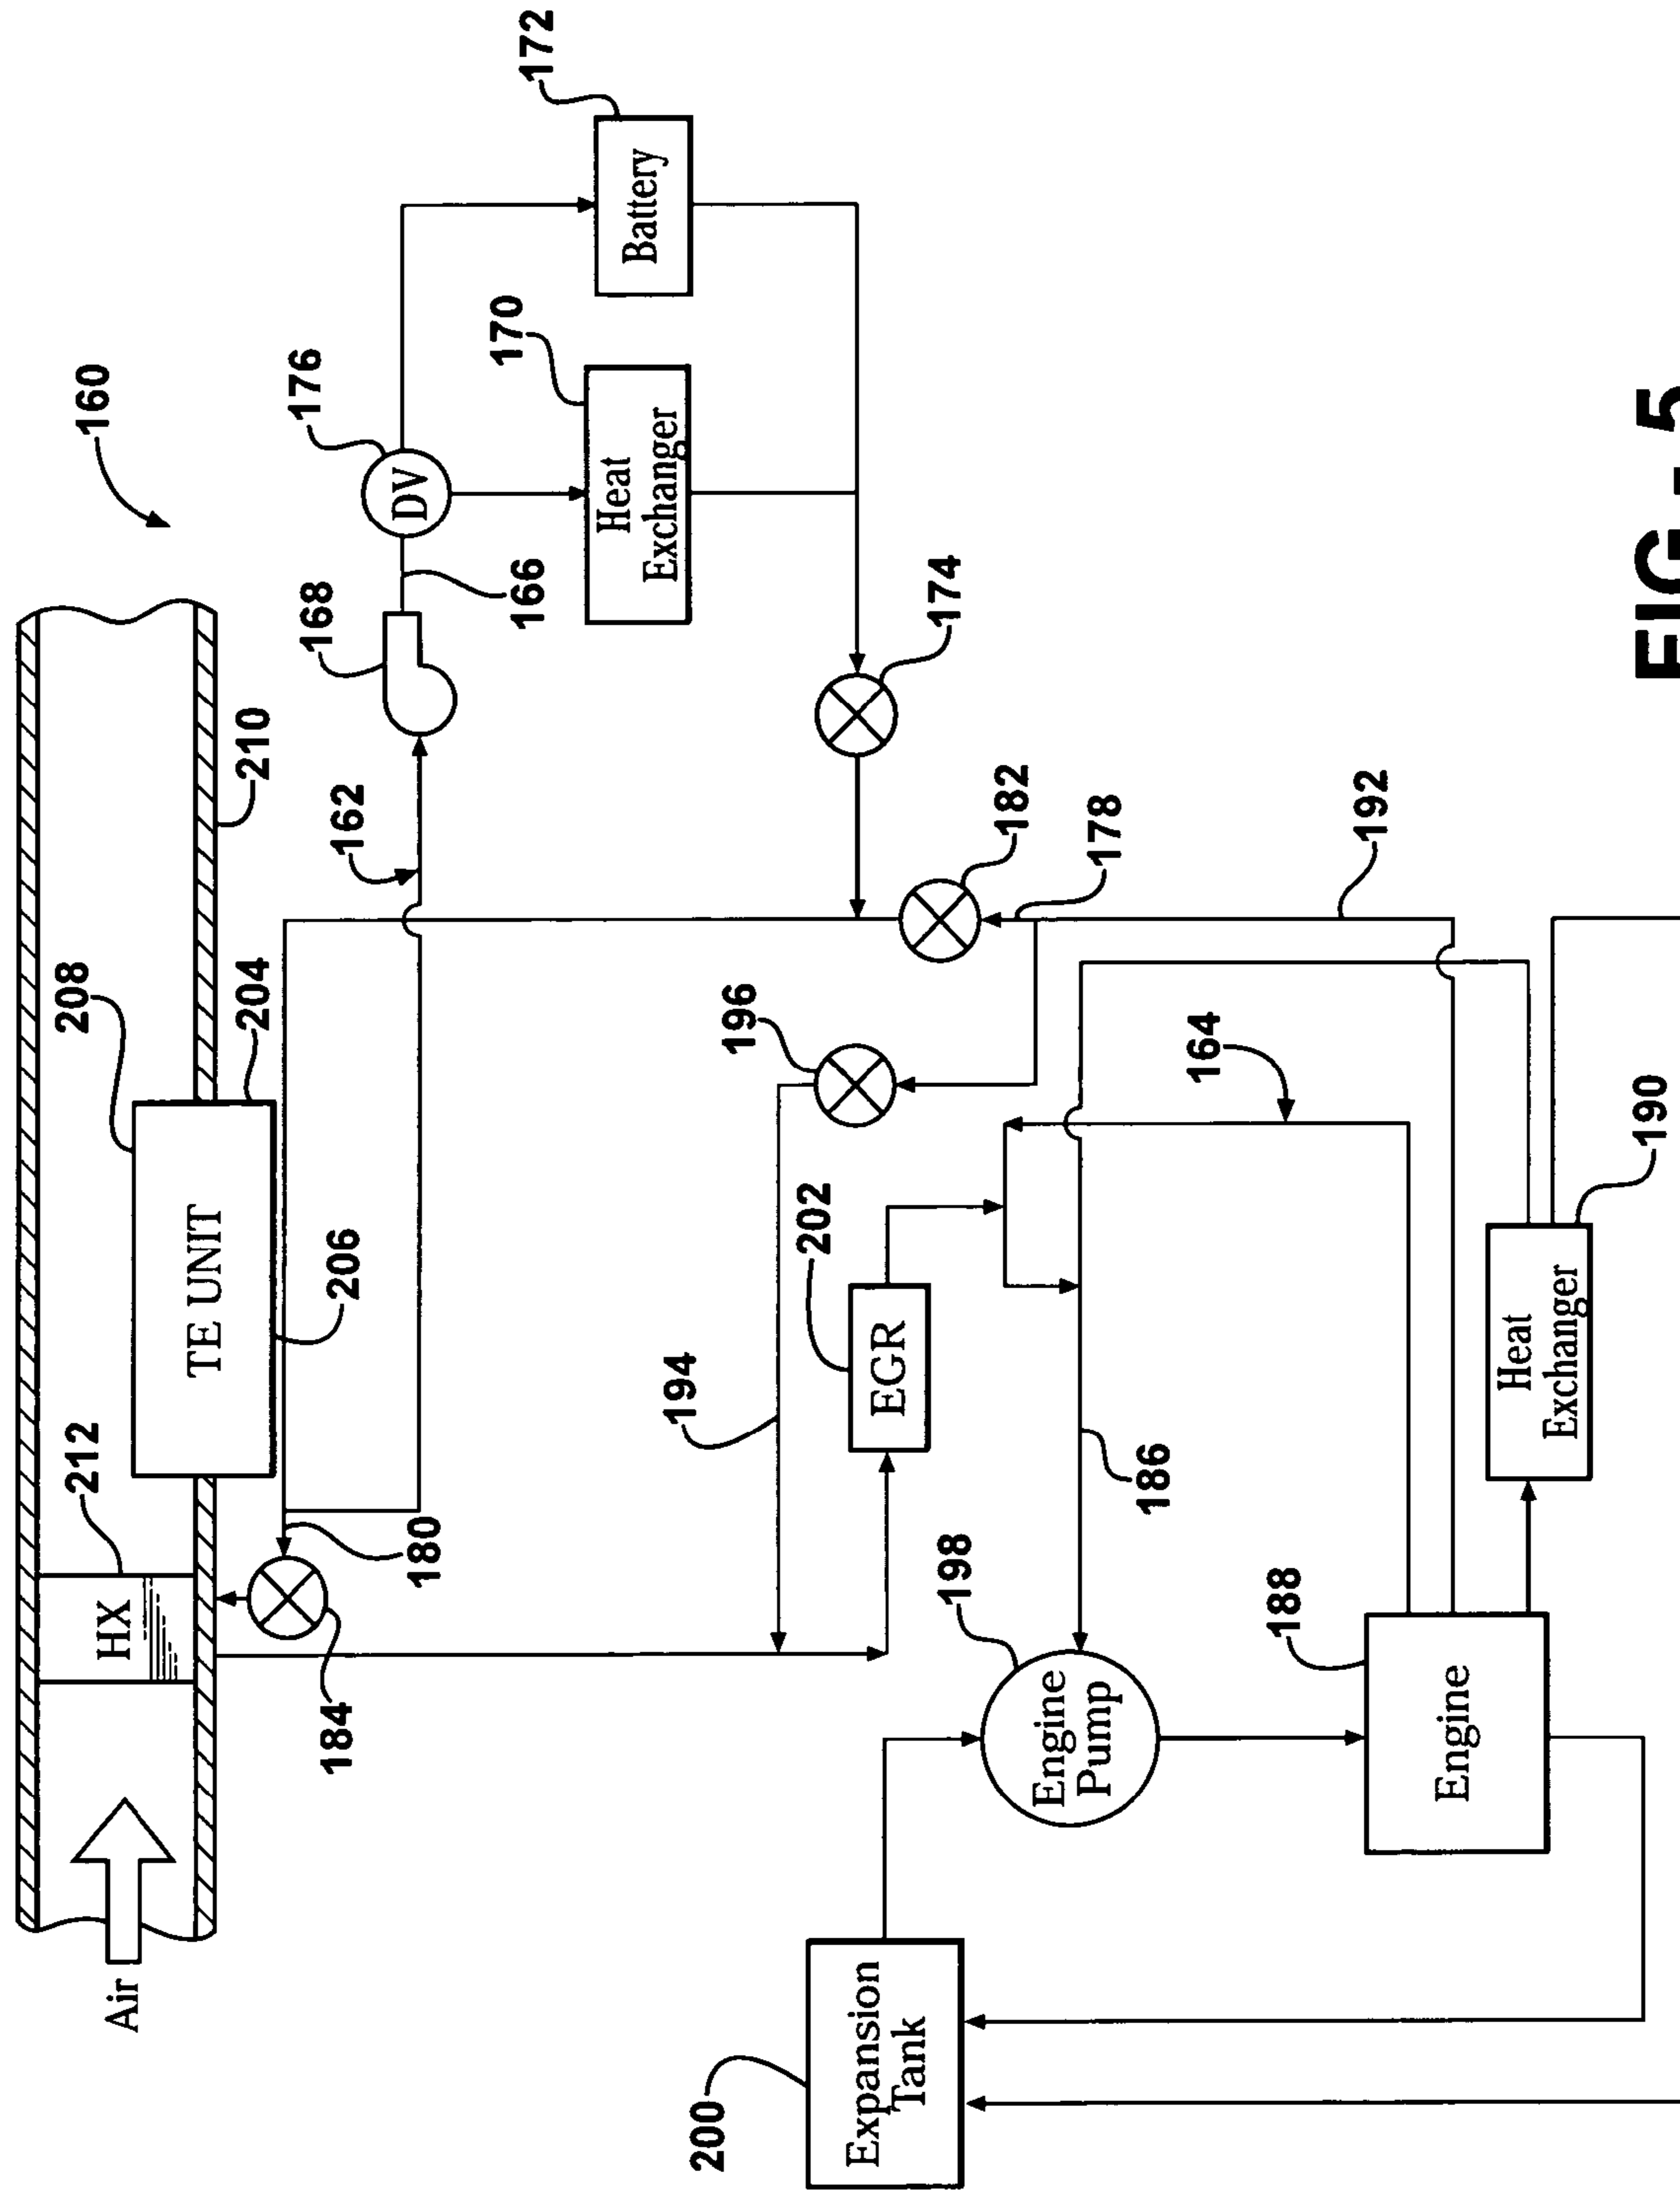 160
Air
HX
212
TE UNIT
208
204
206
210
162
168
166
176
DV
170
Heat
Exchanger
172
Battery
174
184
180
182
178
192
194
196
202
EGR
164
186
198
Engine
Pump
200
Expansion
Tank
188
Engine
190
Heat
Exchanger
FIG - 5